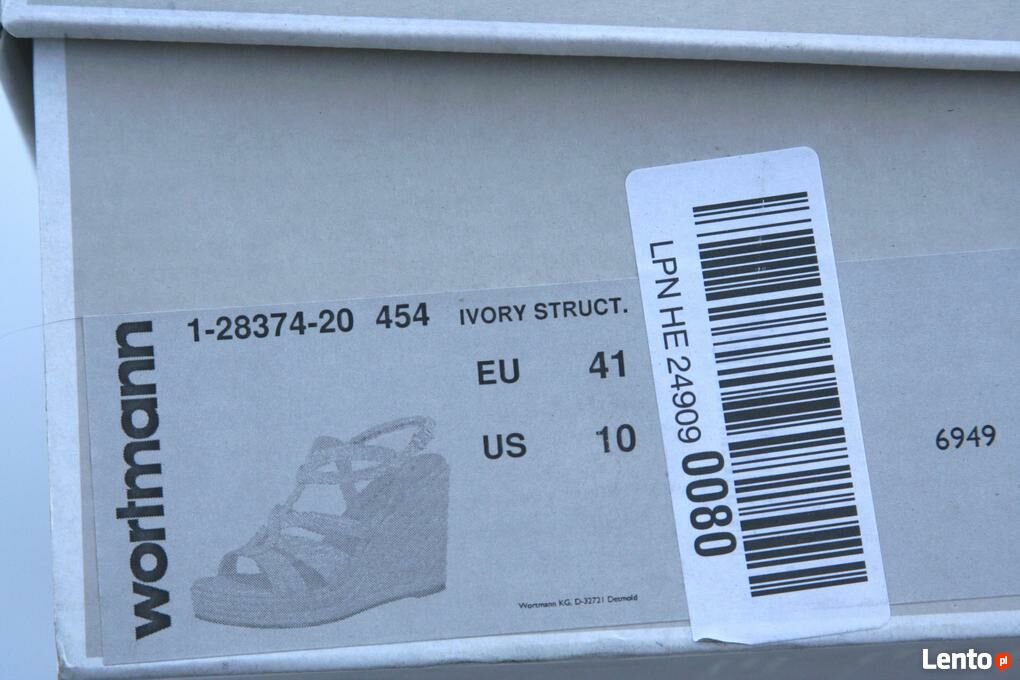 wortmann
1-28374-20 454 IVORY STRUCT.
EU 41
US 10
Wortmann KG, D-32721 Detmold
LPN HE 24909 0080
6949
Lento pl